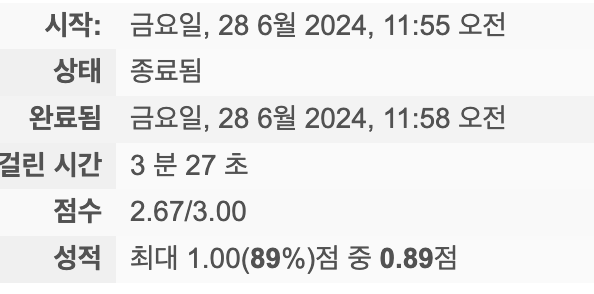 시작: 금요일, 28 6월 2024, 11:55 오전
상태 종료됨
완료됨 금요일, 28 6월 2024, 11:58 오전
걸린 시간 3 분 27 초
점수 2.67/3.00
성적 최대 1.00(89%)점 중 0.89점